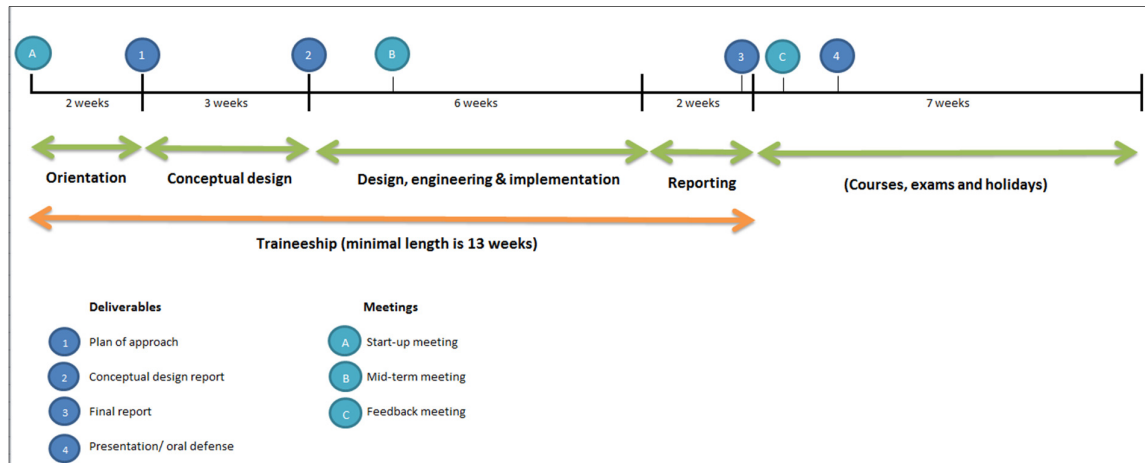 A 1 2 B 3 C 4
2 weeks 3 weeks 6 weeks 2 weeks 7 weeks
Orientation Conceptual design Design, engineering & implementation Reporting (Courses, exams and holidays)
Traineeship (minimal length is 13 weeks)
Deliverables
1 Plan of approach
2 Conceptual design report
3 Final report
4 Presentation/ oral defense
Meetings
A Start-up meeting
B Mid-term meeting
C Feedback meeting